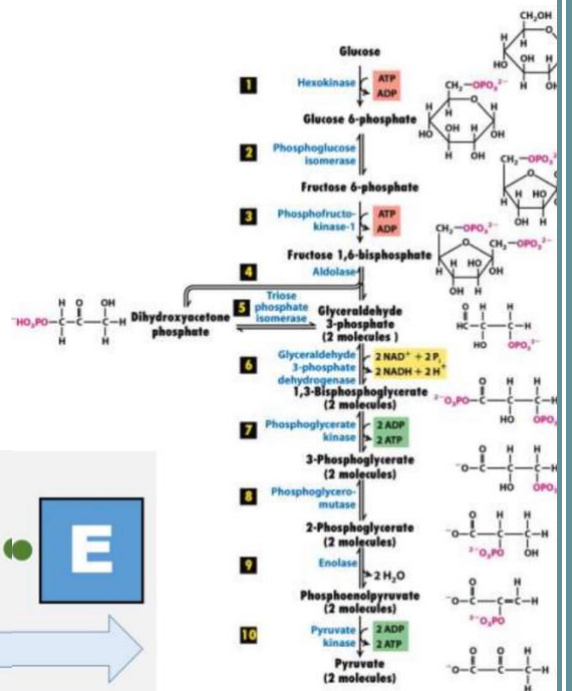 Glucose
1
Hexokinase
ATP
ADP
Glucose 6-phosphate
2
Phosphoglucose
isomerase
Fructose 6-phosphate
3
Phosphofructo-
kinase-1
ATP
ADP
Fructose 1,6-bisphosphate
4
Aldolase
5
Triose
phosphate
isomerase
Dihydroxyacetone
phosphate
Glyceraldehyde
3-phosphate
(2 molecules )
6
Glyceraldehyde
3-phosphate
dehydrogenase
2 NAD⁺ + 2 Pᵢ
2 NADH + 2 H⁺
1,3-Bisphosphoglycerate
(2 molecules)
7
Phosphoglycerate
kinase
2 ADP
2 ATP
3-Phosphoglycerate
(2 molecules)
8
Phosphoglycero-
mutase
2-Phosphoglycerate
(2 molecules)
9
Enolase
2 H₂O
Phosphoenolpyruvate
(2 molecules)
10
Pyruvate
kinase
2 ADP
2 ATP
Pyruvate
(2 molecules)
E